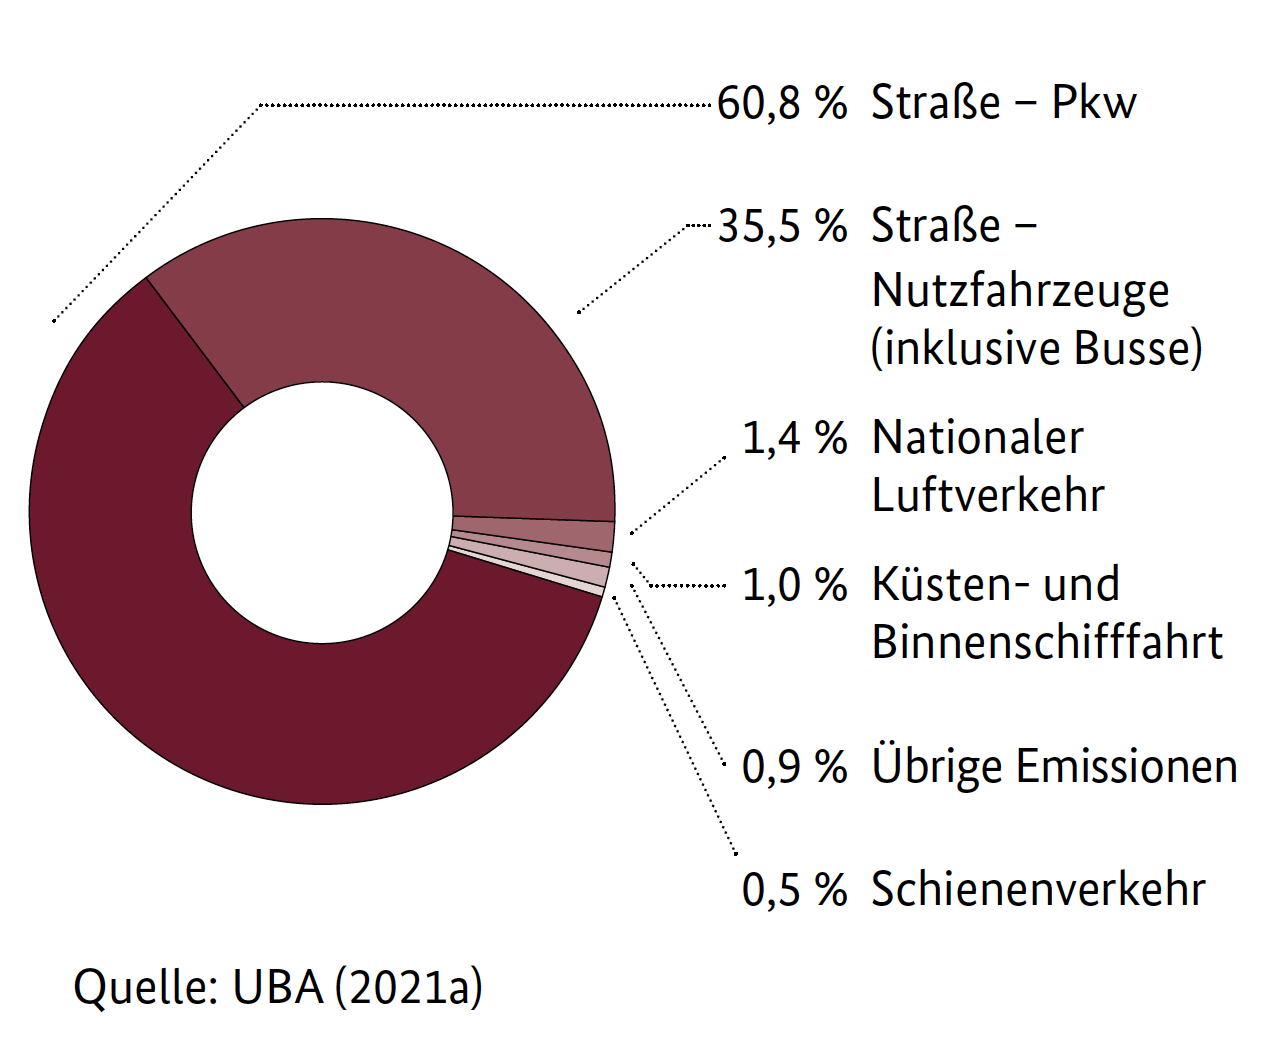 60,8 % Straße – Pkw
35,5 % Straße –
Nutzfahrzeuge
(inklusive Busse)
1,4 % Nationaler
Luftverkehr
1,0 % Küsten- und
Binnenschifffahrt
0,9 % Übrige Emissionen
0,5 % Schienenverkehr
Quelle: UBA (2021a)